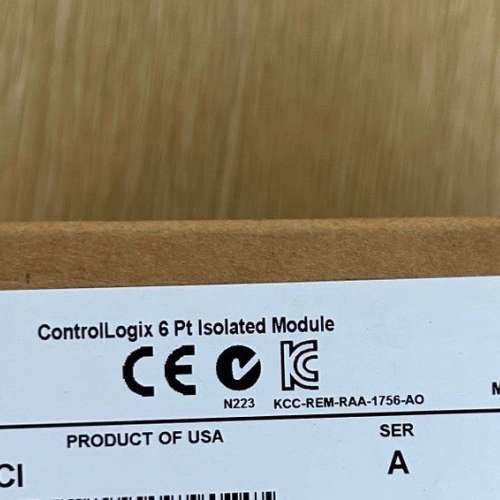 ControlLogix 6 Pt Isolated Module
CE
N223 KCC-REM-RAA-1756-AO
M
PRODUCT OF USA SER
CI A